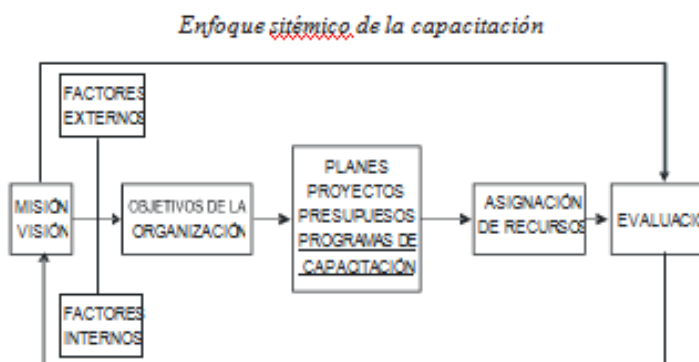 Enfoque sitémico de la capacitación
FACTORES
EXTERNOS
MISIÓN
VISIÓN
OBJETIVOS DE LA
ORGANIZACIÓN
PLANES
PROYECTOS
PRESUPUESOS
PROGRAMAS DE
CAPACITACIÓN
ASIGNACIÓN
DE RECURSOS
EVALUACIÓ
FACTORES
INTERNOS